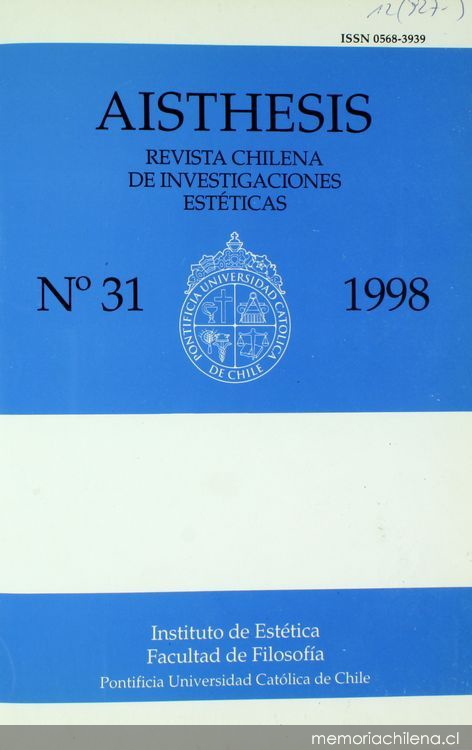 12(827-)
ISSN 0568-3939
AISTHESIS
REVISTA CHILENA
DE INVESTIGACIONES
ESTÉTICAS
Nº 31
PONTIFICIA UNIVERSIDAD CATOLICA
DE CHILE
1998
Instituto de Estética
Facultad de Filosofía
Pontificia Universidad Católica de Chile
memoriachilena.cl